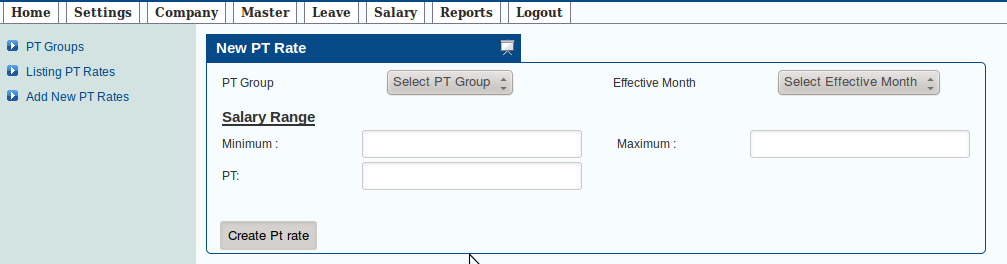 Home Settings Company Master Leave Salary Reports Logout
PT Groups
Listing PT Rates
Add New PT Rates
New PT Rate
PT Group Select PT Group Effective Month Select Effective Month
Salary Range
Minimum : Maximum :
PT:
Create Pt rate